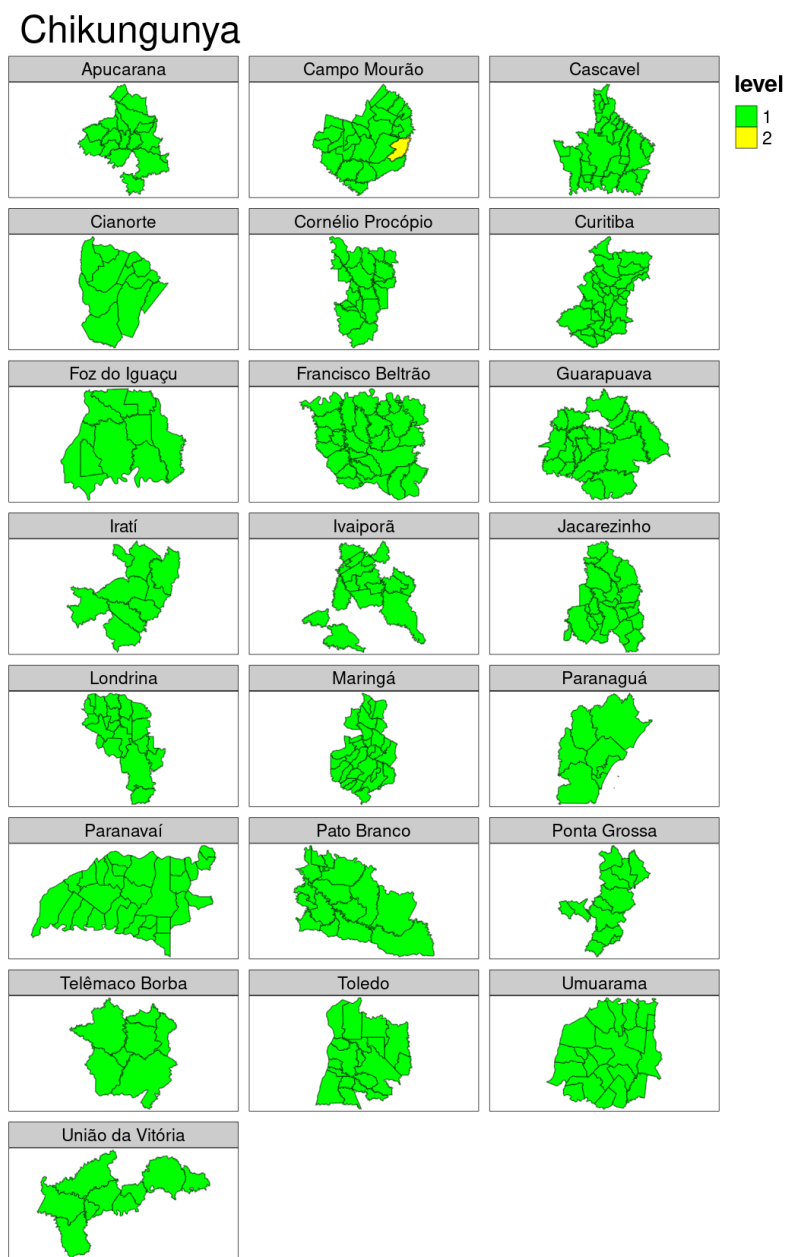 Chikungunya
Apucarana
Campo Mourão
Cascavel
level
1
2
Cianorte
Cornélio Procópio
Curitiba
Foz do Iguaçu
Francisco Beltrão
Guarapuava
Iratí
Ivaiporã
Jacarezinho
Londrina
Maringá
Paranaguá
Paranavaí
Pato Branco
Ponta Grossa
Telêmaco Borba
Toledo
Umuarama
União da Vitória